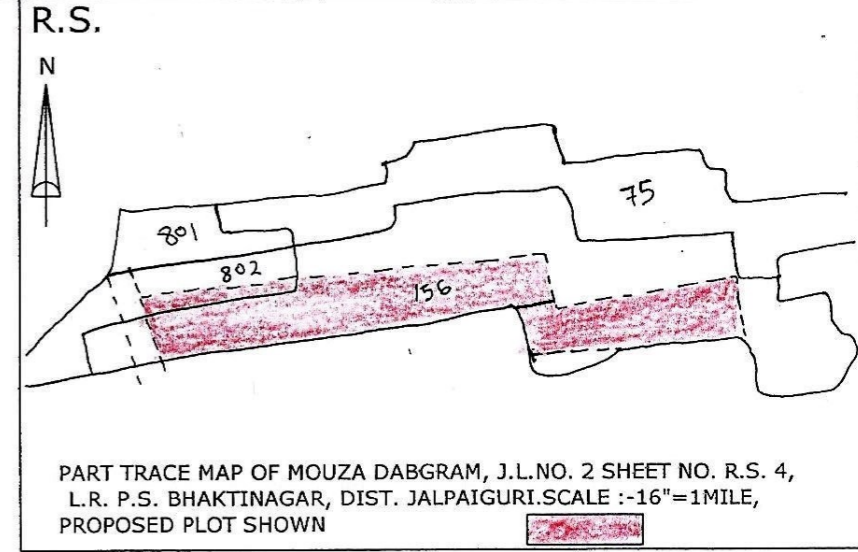 R.S.
N
75
801
802
156
PART TRACE MAP OF MOUZA DABGRAM, J.L.NO. 2 SHEET NO. R.S. 4,
L.R. P.S. BHAKTINAGAR, DIST. JALPAIGURI.SCALE :-16"=1MILE,
PROPOSED PLOT SHOWN